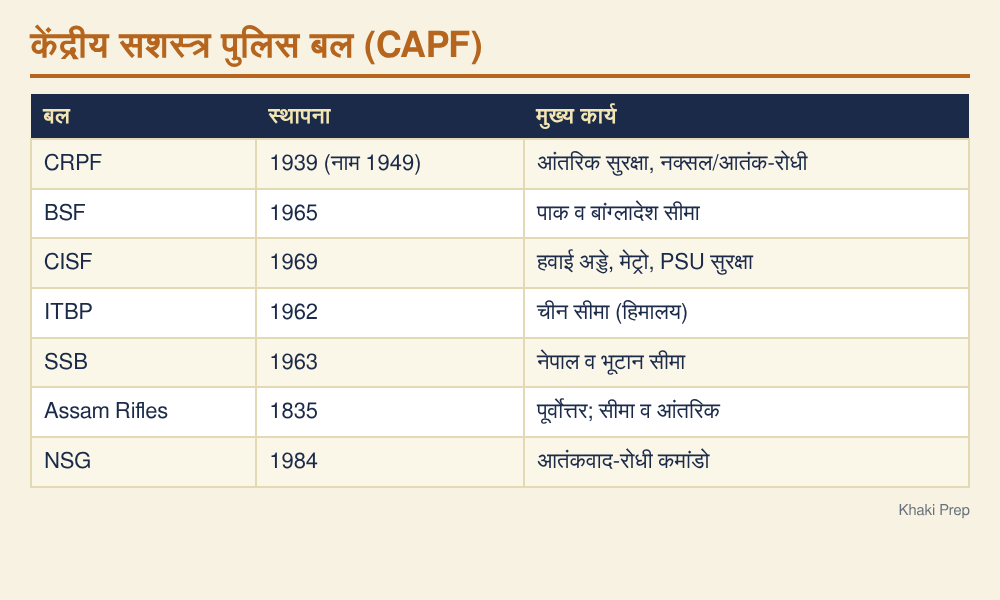 केंद्रीय सशस्त्र पुलिस बल (CAPF)
बल स्थापना मुख्य कार्य
CRPF 1939 (नाम 1949) आंतरिक सुरक्षा, नक्सल/आतंक-रोधी
BSF 1965 पाक व बांग्लादेश सीमा
CISF 1969 हवाई अड्डे, मेट्रो, PSU सुरक्षा
ITBP 1962 चीन सीमा (हिमालय)
SSB 1963 नेपाल व भूटान सीमा
Assam Rifles 1835 पूर्वोत्तर; सीमा व आंतरिक
NSG 1984 आतंकवाद-रोधी कमांडो
Khaki Prep